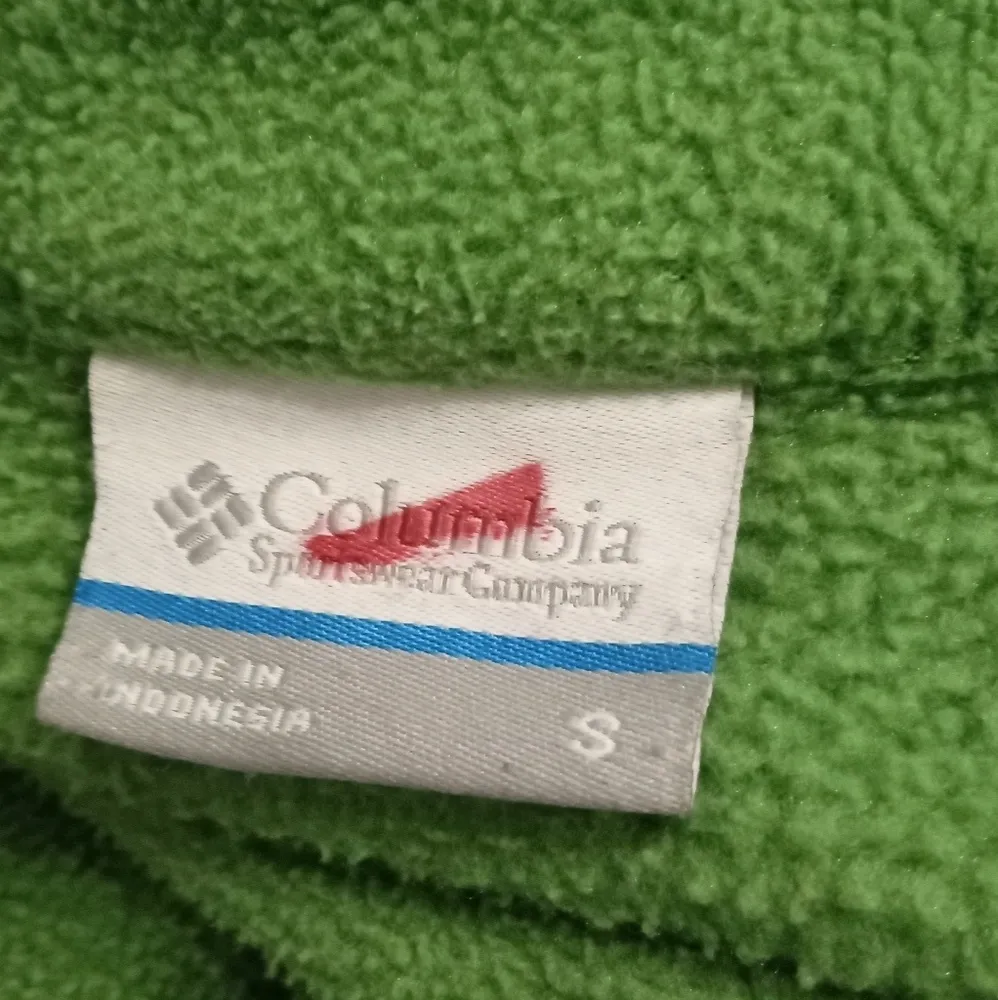 Columbia
Sportswear Company
MADE IN
INDONESIA
S